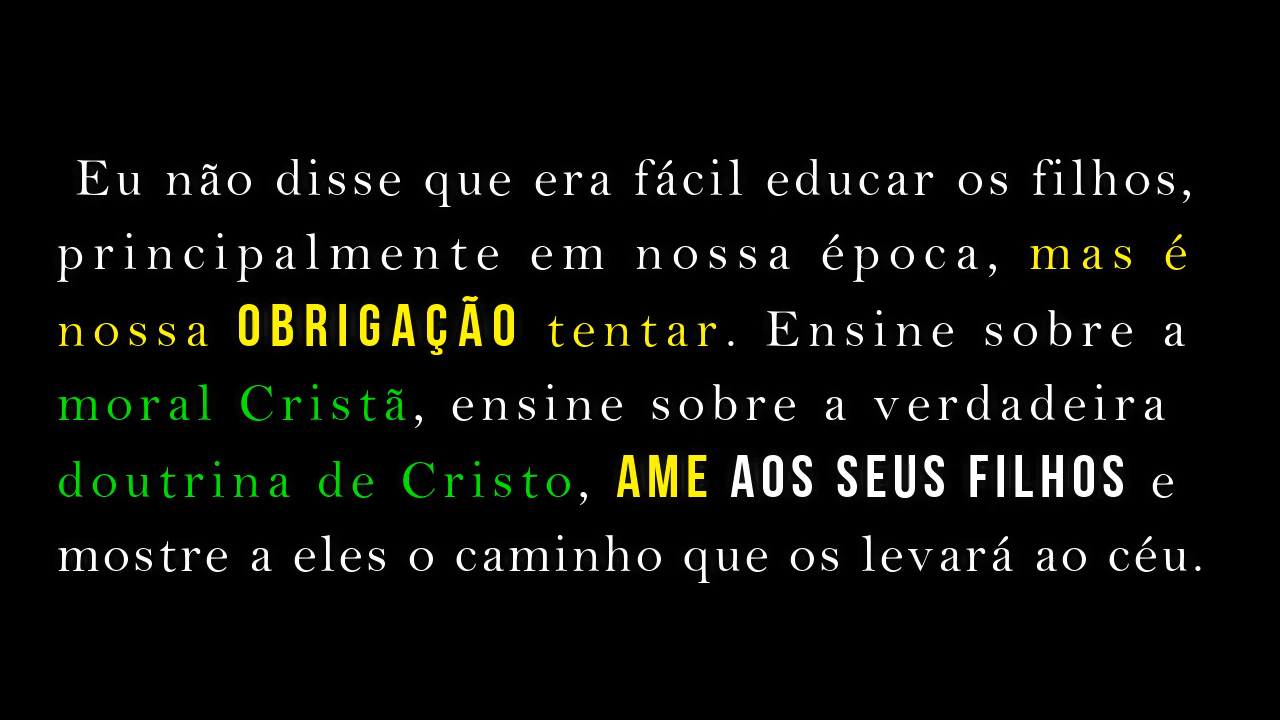 Eu não disse que era fácil educar os filhos,
principalmente em nossa época, mas é
nossa OBRIGAÇÃO tentar. Ensine sobre a
moral Cristã, ensine sobre a verdadeira
doutrina de Cristo, AME AOS SEUS FILHOS e
mostre a eles o caminho que os levará ao céu.